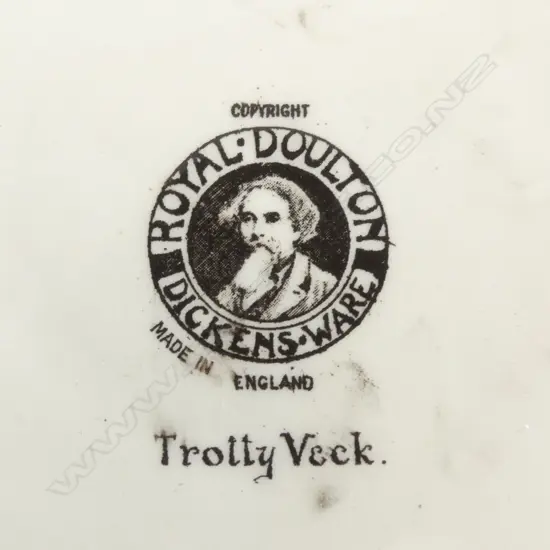 COPYRIGHT
ROYAL·DOULTON
DICKENS·WARE
MADE IN
ENGLAND
Trotty Veck.